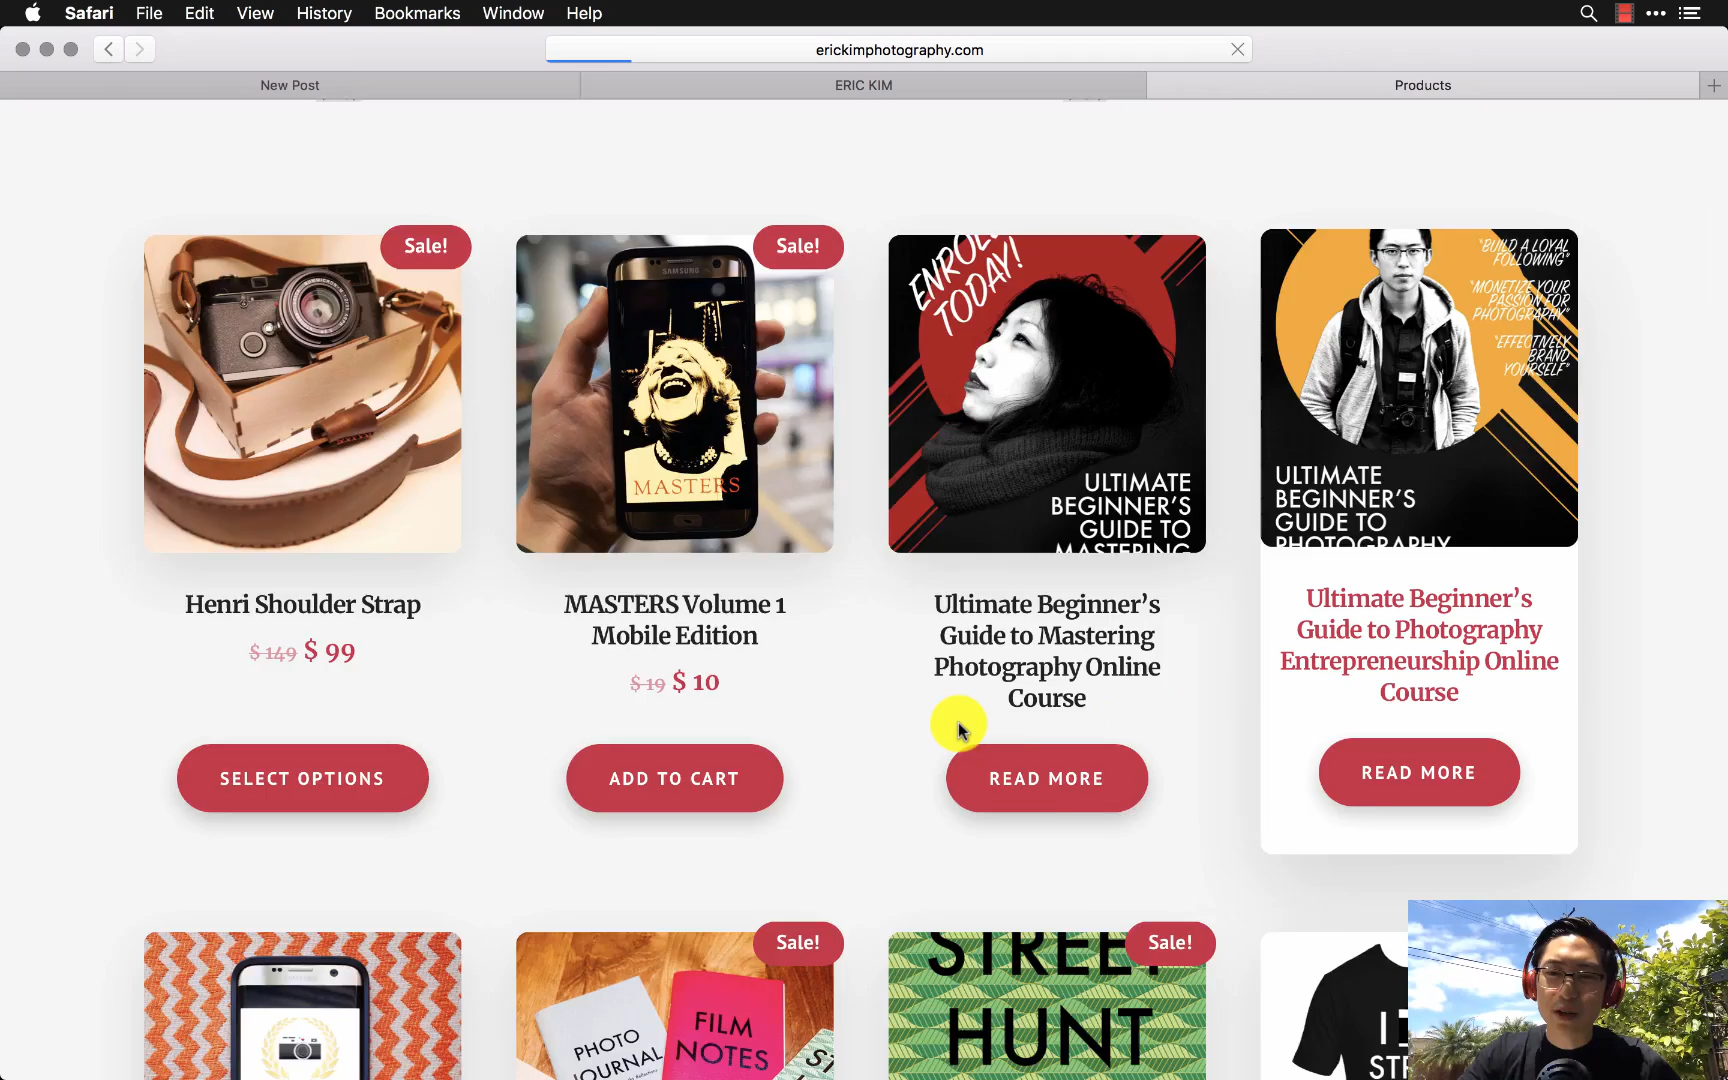 Safari File Edit View History Bookmarks Window Help
erickimphotography.com
New Post
ERIC KIM
Products
Sale!
Sale!
SAMSUNG
MASTERS
ENROLL
TODAY!
ULTIMATE
BEGINNER'S
GUIDE TO
MASTERING
"BUILD A LOYAL
FOLLOWING"
"MONETIZE YOUR
PASSION FOR
PHOTOGRAPHY"
"EFFECTIVELY
BRAND
YOURSELF"
ULTIMATE
BEGINNER'S
GUIDE TO
PHOTOGRAPHY
Henri Shoulder Strap
$ 149 $ 99
SELECT OPTIONS
MASTERS Volume 1
Mobile Edition
$ 19 $ 10
ADD TO CART
Ultimate Beginner's
Guide to Mastering
Photography Online
Course
READ MORE
Ultimate Beginner's
Guide to Photography
Entrepreneurship Online
Course
READ MORE
Sale!
Sale!
PHOTO
JOURNAL
FILM
NOTES
STREET
HUNT
I
ST